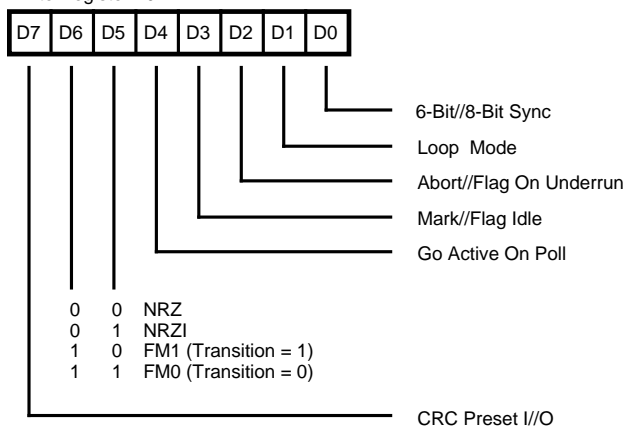 D7 D6 D5 D4 D3 D2 D1 D0
6-Bit//8-Bit Sync
Loop Mode
Abort//Flag On Underrun
Mark//Flag Idle
Go Active On Poll
0 0 NRZ
0 1 NRZI
1 0 FM1 (Transition = 1)
1 1 FM0 (Transition = 0)
CRC Preset I//O